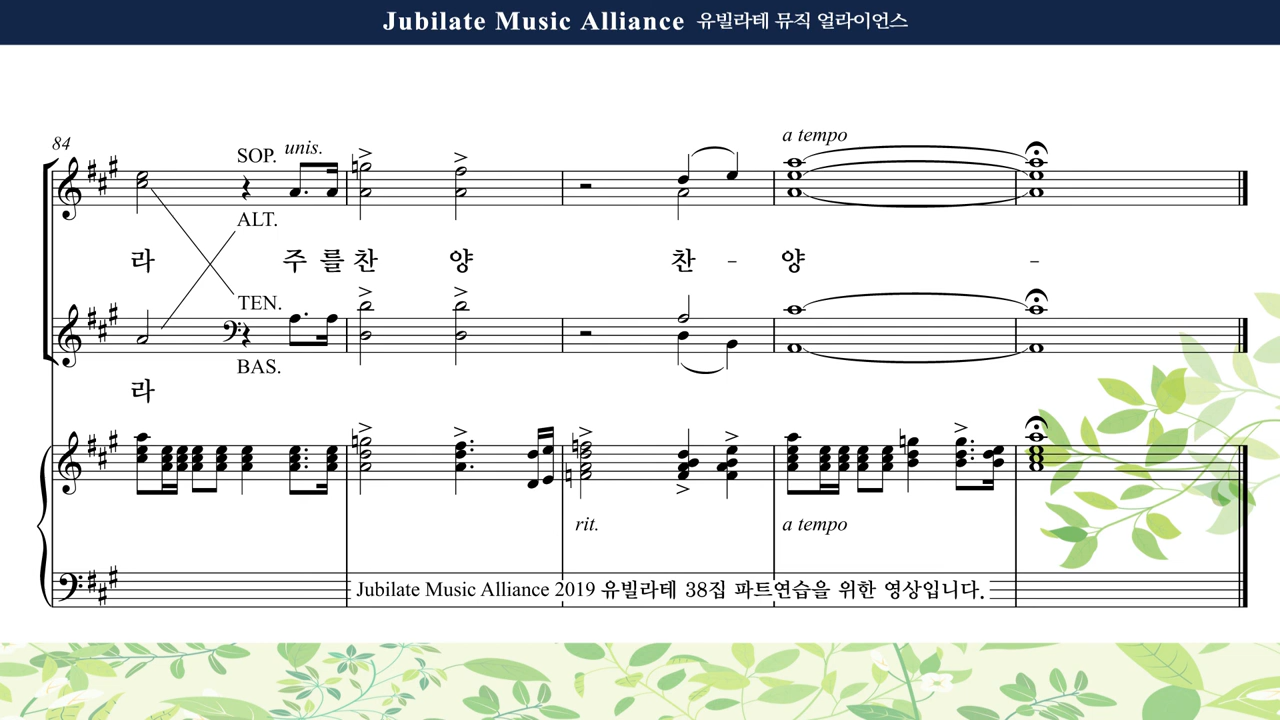 Jubilate Music Alliance 유빌라테 뮤직 얼라이언스
a tempo
84
SOP. unis.
ALT.
라 주 를 찬 양 찬 - 양 -
TEN.
BAS.
라
rit. a tempo
Jubilate Music Alliance 2019 유빌라테 38집 파트연습을 위한 영상입니다.